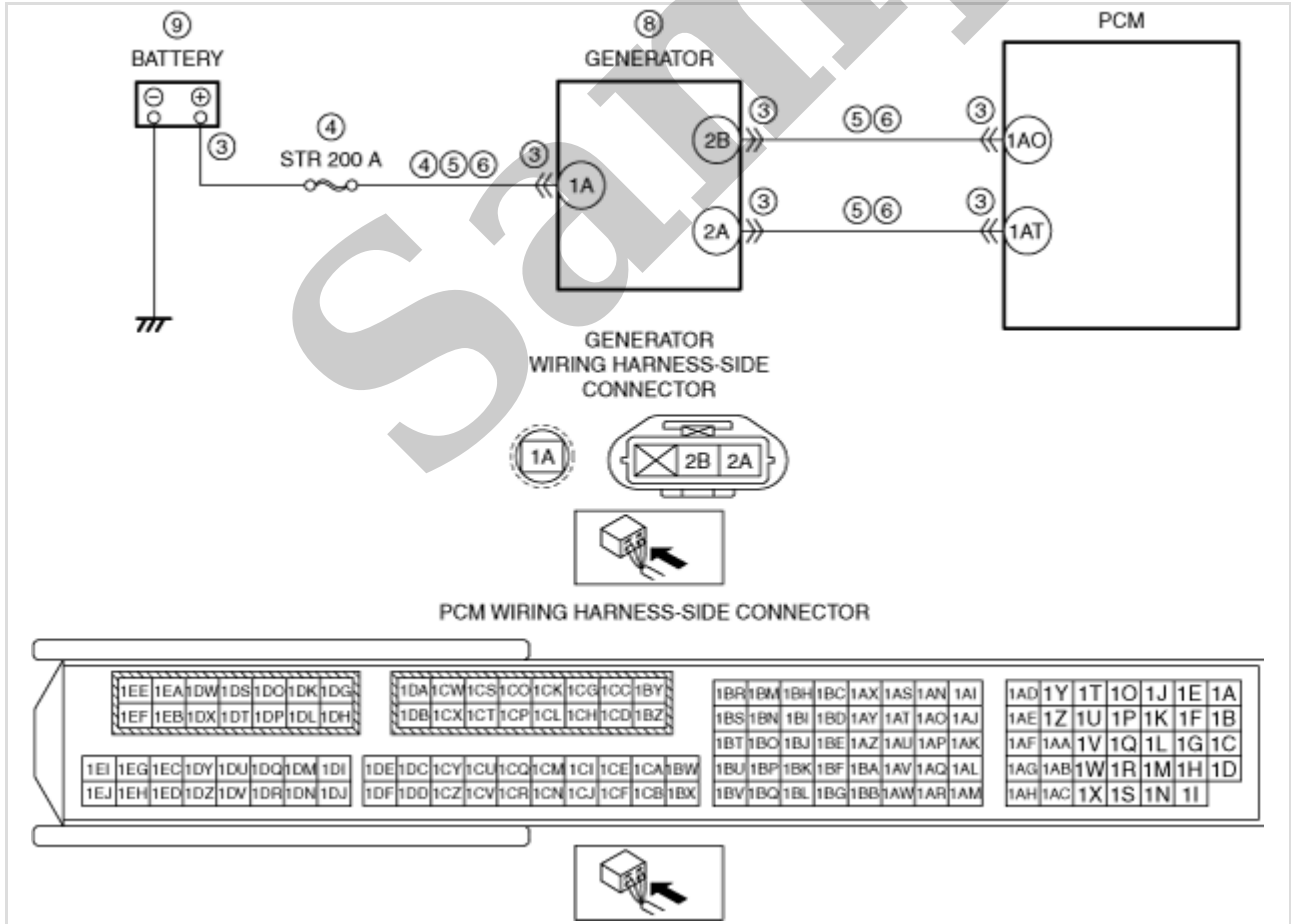 ⑨
BATTERY
⑧
GENERATOR
PCM
③
④
STR 200 A
④⑤⑥
③
1A
2B
③
⑤⑥
③
1AO
2A
③
⑤⑥
③
1AT
GENERATOR
WIRING HARNESS-SIDE
CONNECTOR
1A
2B 2A
PCM WIRING HARNESS-SIDE CONNECTOR
1EE 1EA 1DW 1DS 1DO 1DK 1DG
1EF 1EB 1DX 1DT 1DP 1DL 1DH
1EI 1EG 1EC 1DY 1DU 1DQ 1DM 1DI
1EJ 1EH 1ED 1DZ 1DV 1DR 1DN 1DJ
1DA 1CW 1CS 1CO 1CK 1CG 1CC 1BY
1DB 1CX 1CT 1CP 1CL 1CH 1CD 1BZ
1DE 1DC 1CY 1CU 1CQ 1CM 1CI 1CE 1CA 1BW
1DF 1DD 1CZ 1CV 1CR 1CN 1CJ 1CF 1CB 1BX
1BR 1BM 1BH 1BC 1AX 1AS 1AN 1AI
1BS 1BN 1BI 1BD 1AY 1AT 1AO 1AJ
1BT 1BO 1BJ 1BE 1AZ 1AU 1AP 1AK
1BU 1BP 1BK 1BF 1BA 1AV 1AQ 1AL
1BV 1BQ 1BL 1BG 1BB 1AW 1AR 1AM
1AD 1Y 1T 1O 1J 1E 1A
1AE 1Z 1U 1P 1K 1F 1B
1AF 1AA 1V 1Q 1L 1G 1C
1AG 1AB 1W 1R 1M 1H 1D
1AH 1AC 1X 1S 1N 1I